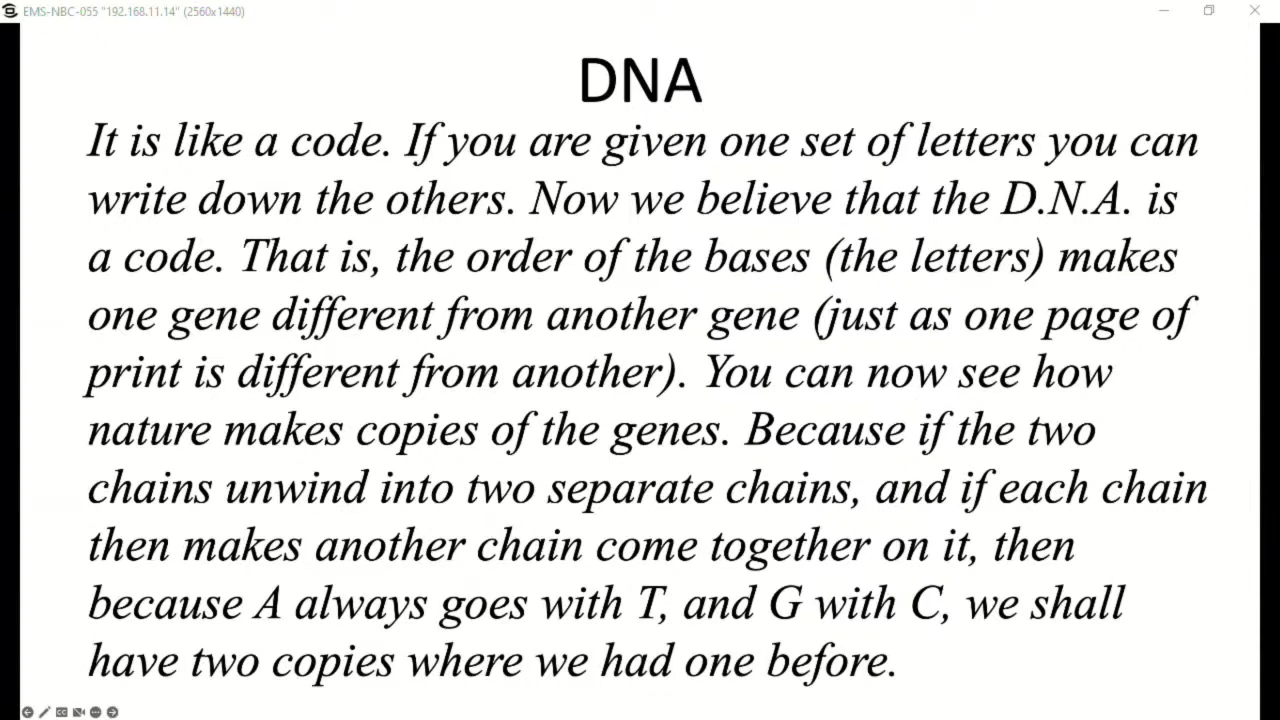 EMS-NBC-055 "192.168.11.14" (2560x1440)
DNA
It is like a code. If you are given one set of letters you can
write down the others. Now we believe that the D.N.A. is
a code. That is, the order of the bases (the letters) makes
one gene different from another gene (just as one page of
print is different from another). You can now see how
nature makes copies of the genes. Because if the two
chains unwind into two separate chains, and if each chain
then makes another chain come together on it, then
because A always goes with T, and G with C, we shall
have two copies where we had one before.